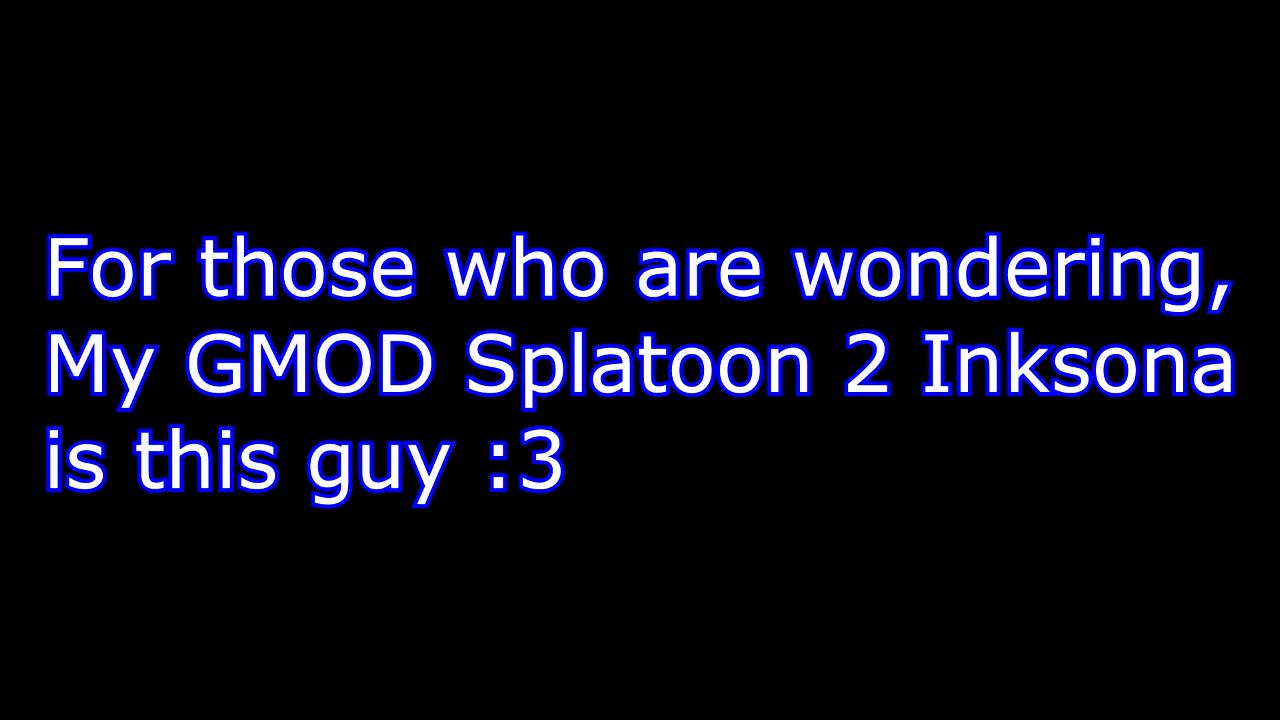 For those who are wondering,
My GMOD Splatoon 2 Inksona
is this guy :3